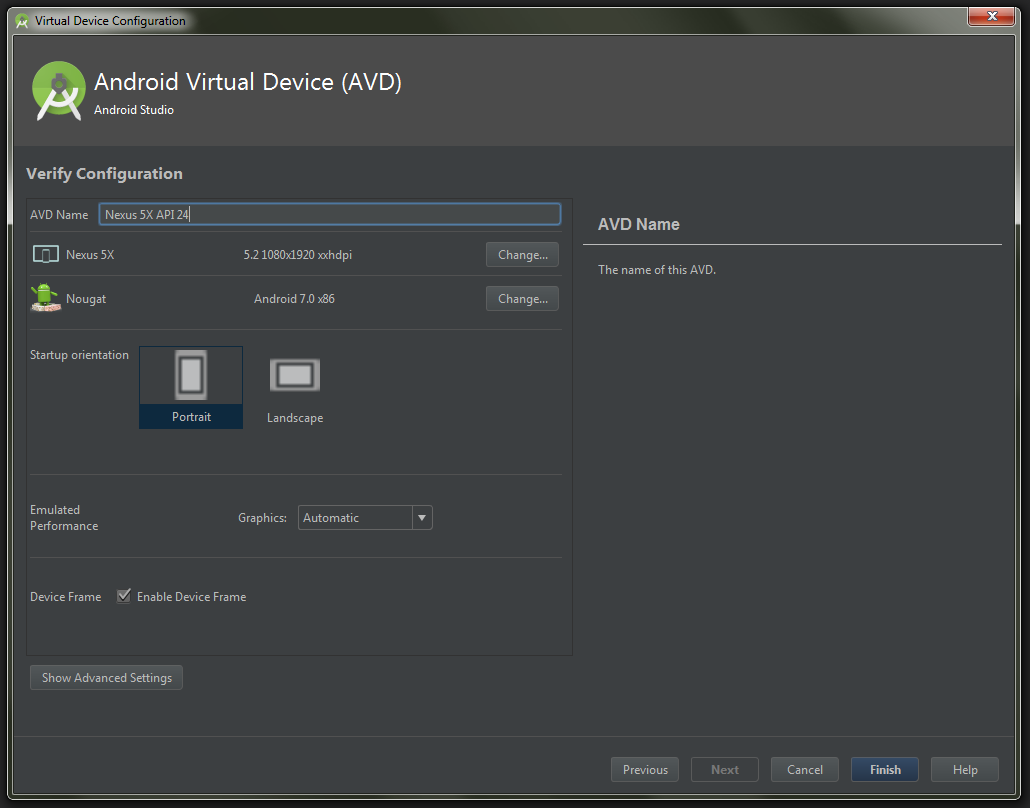 Virtual Device Configuration
Android Virtual Device (AVD)
Android Studio
Verify Configuration
AVD Name Nexus 5X API 24
Nexus 5X 5.2 1080x1920 xxhdpi Change...
Nougat Android 7.0 x86 Change...
Startup orientation
Portrait
Landscape
Emulated
Performance
Graphics: Automatic
Device Frame Enable Device Frame
Show Advanced Settings
AVD Name
The name of this AVD.
Previous Next Cancel Finish Help